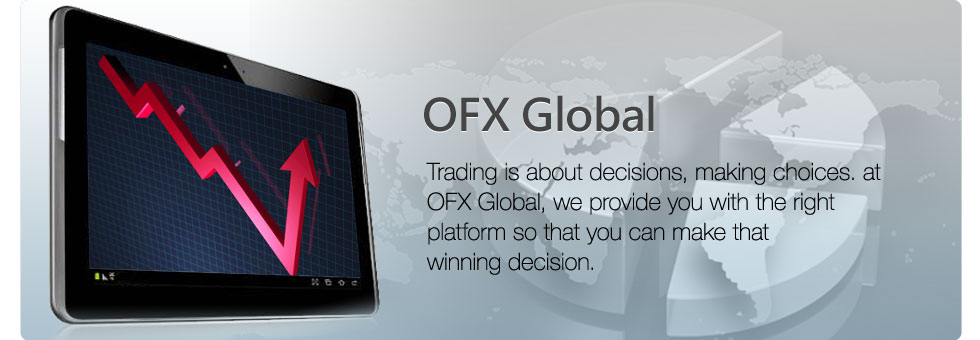 OFX Global
Trading is about decisions, making choices. at
OFX Global, we provide you with the right
platform so that you can make that
winning decision.